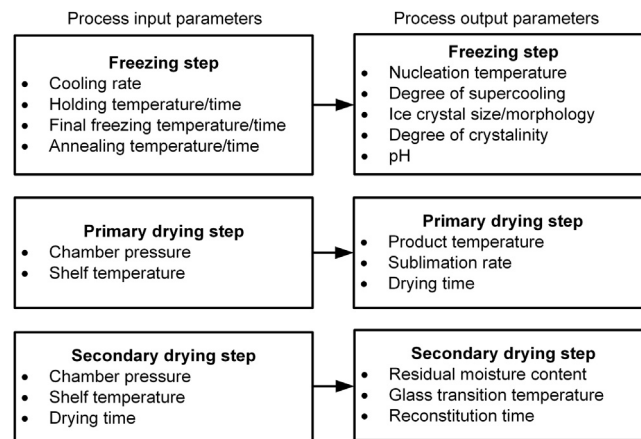 Process input parameters
Process output parameters
Freezing step
• Cooling rate
• Holding temperature/time
• Final freezing temperature/time
• Annealing temperature/time
Freezing step
• Nucleation temperature
• Degree of supercooling
• Ice crystal size/morphology
• Degree of crystalinity
• pH
Primary drying step
• Chamber pressure
• Shelf temperature
Primary drying step
• Product temperature
• Sublimation rate
• Drying time
Secondary drying step
• Chamber pressure
• Shelf temperature
• Drying time
Secondary drying step
• Residual moisture content
• Glass transition temperature
• Reconstitution time